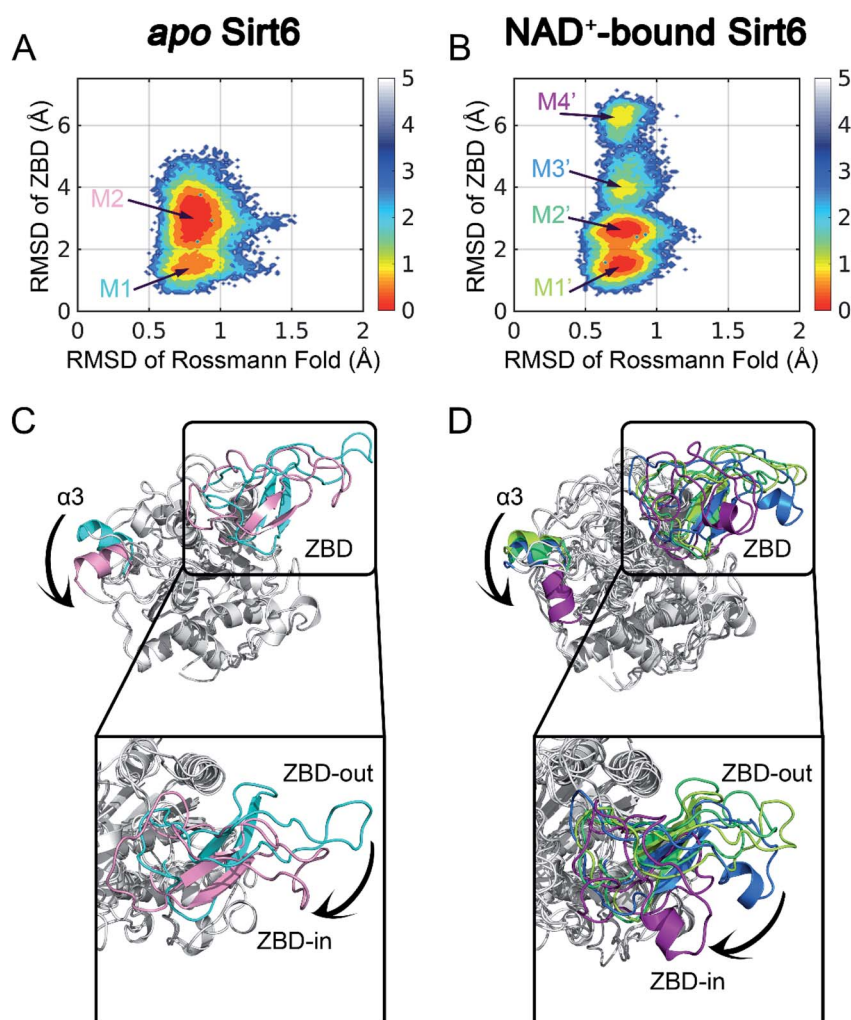 apo Sirt6
NAD⁺-bound Sirt6
A
RMSD of ZBD (Å)
6
4
2
0
M2
M1
0
0.5
1
1.5
2
RMSD of Rossmann Fold (Å)
5
4
3
2
1
0
B
RMSD of ZBD (Å)
6
4
2
0
M4’
M3’
M2’
M1’
0
0.5
1
1.5
2
RMSD of Rossmann Fold (Å)
5
4
3
2
1
0
C
α3
ZBD
ZBD-out
ZBD-in
D
α3
ZBD
ZBD-out
ZBD-in